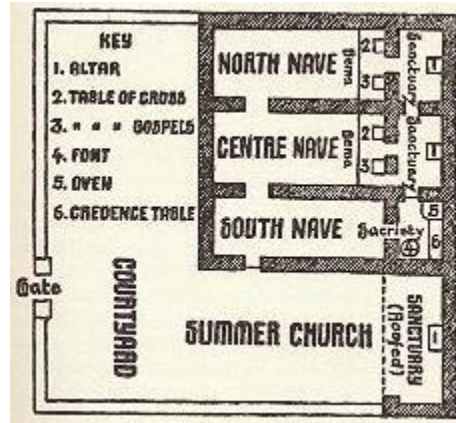 KEY
1. ALTAR
2. TABLE OF CROSS
3. " " " GOSPELS
4. FONT
5. OVEN
6. CREDENCE TABLE
NORTH NAVE
Bema
2
3
Sanctuary
1
CENTRE NAVE
Bema
2
3
Sanctuary
1
SOUTH NAVE
Sacristy
4
5
6
Gate
COURTYARD
SUMMER CHURCH
SANCTUARY
(Roofed)
1